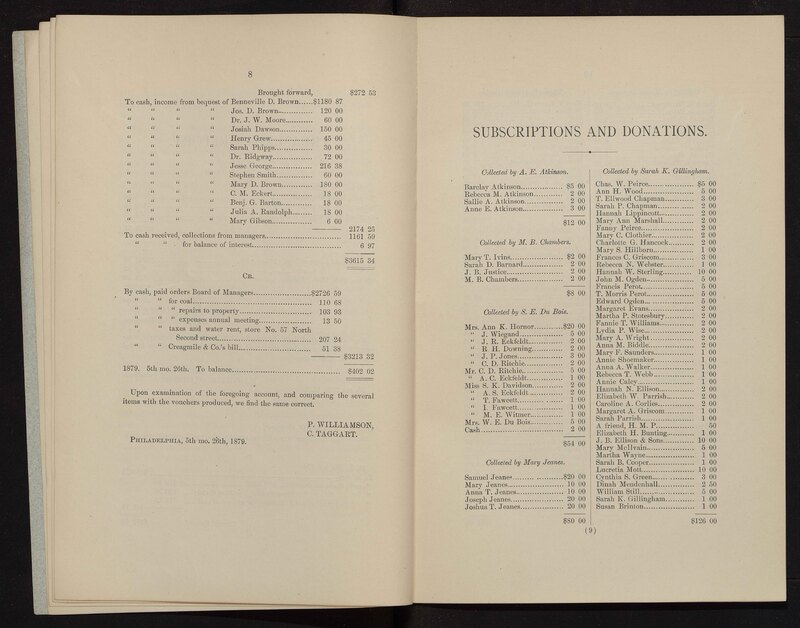 8
Brought forward, $272 53
To cash, income from bequest of Benneville D. Brown......$1180 87
“ “ “ “ Jos. D. Brown............ 120 00
“ “ “ “ Dr. J. W. Moore............ 60 00
“ “ “ “ Josiah Dawson............ 150 00
“ “ “ “ Henry Grew............ 45 00
“ “ “ “ Sarah Phipps............ 30 00
“ “ “ “ Dr. Ridgway............ 72 00
“ “ “ “ Jesse George............ 216 38
“ “ “ “ Stephen Smith............ 60 00
“ “ “ “ Mary D. Brown............ 180 00
“ “ “ “ C. M. Eckert............ 18 00
“ “ “ “ Benj. G. Barton............ 18 00
“ “ “ “ Julia A. Randolph........ 18 00
“ “ “ “ Mary Gibson............ 6 00
2174 25
To cash received, collections from managers............ 1161 59
“ “ for balance of interest............ 6 97
$3615 34
CR.
By cash, paid orders Board of Managers............$2726 59
“ “ for coal............ 110 68
“ “ “ repairs to property............ 103 93
“ “ “ expenses annual meeting............ 13 50
“ “ taxes and water rent, store No. 57 North
Second street............ 207 24
“ “ Creagmile & Co.'s bill............ 51 38
$3213 32
1879. 5th mo. 26th. To balance............ $402 02
Upon examination of the foregoing account, and comparing the several
items with the vouchers produced, we find the same correct.
P. WILLIAMSON,
C. TAGGART.
PHILADELPHIA, 5th mo. 26th, 1879.
SUBSCRIPTIONS AND DONATIONS.
Collected by A. E. Atkinson.
Barclay Atkinson............ $5 00
Rebecca M. Atkinson............ 2 00
Sallie A. Atkinson............ 2 00
Anne E. Atkinson............ 3 00
$12 00
Collected by M. B. Chambers.
Mary T. Ivins............ $2 00
Sarah D. Barnard............ 2 00
J. B. Justice............ 2 00
M. B. Chambers............ 2 00
$8 00
Collected by S. E. Du Bois.
Mrs. Ann K. Hornor............$20 00
“ J. Wiegand............ 5 00
“ J. R. Eckfeldt............ 2 00
“ R H. Downing............ 2 00
“ J. P. Jones............ 3 00
“ C. D. Ritchie............ 2 00
Mr. C. D. Ritchie............ 5 00
“ A. C. Eckfeldt............ 1 00
Miss S. K. Davidson............ 2 00
“ A. S. Eckfeldt............ 2 00
“ T. Fawcett............ 1 00
“ I. Fawcett............ 1 00
“ M. E. Witmer............ 1 00
Mrs. W. E. Du Bois............ 5 00
Cash............ 2 00
$54 00
Collected by Mary Jeanes.
Samuel Jeanes............$20 00
Mary Jeanes............ 10 00
Anna T. Jeanes............ 10 00
Joseph Jeanes............ 20 00
Joshua T. Jeanes............ 20 00
$80 00
Collected by Sarah K. Gillingham.
Chas. W. Peirce............ $5 00
Ann H. Wood............ 5 00
T. Ellwood Chapman............ 3 00
Sarah P. Chapman............ 2 00
Hannah Lippincott............ 2 00
Mary Ann Marshall............ 2 00
Fanny Peirce............ 2 00
Mary C. Clothier............ 2 00
Charlotte G. Hancock............ 2 00
Mary S. Hillborn............ 1 00
Frances C. Griscom............ 3 00
Rebecca N. Webster............ 1 00
Hannah W. Sterling............ 10 00
John M. Ogden............ 5 00
Francis Perot............ 5 00
T. Morris Perot............ 5 00
Edward Ogden............ 5 00
Margaret Evans............ 2 00
Martha P. Stotesbury............ 2 00
Fannie T. Williams............ 2 00
Lydia P. Wise............ 2 00
Mary A. Wright............ 2 00
Anna M. Biddle............ 2 00
Mary F. Saunders............ 1 00
Annie Shoemaker............ 1 00
Anna A. Walker............ 1 00
Rebecca T. Webb............ 1 00
Annie Caley............ 1 00
Hannah N. Ellison............ 2 00
Elizabeth W. Parrish............ 2 00
Caroline A. Corlies............ 2 00
Margaret A. Griscom............ 1 00
Sarah Parrish............ 1 00
A friend, H. M. P............ 50
Elizabeth H. Bunting............ 1 00
J. B. Ellison & Sons............ 10 00
Mary McIlvain............ 5 00
Martha Wayne............ 1 00
Sarah B. Cooper............ 1 00
Lucretia Mott............ 10 00
Cynthia S. Green............ 3 00
Dinah Mendenhall............ 2 50
William Still............ 5 00
Sarah K. Gillingham............ 1 00
Susan Brinton............ 1 00
$126 00
(9)